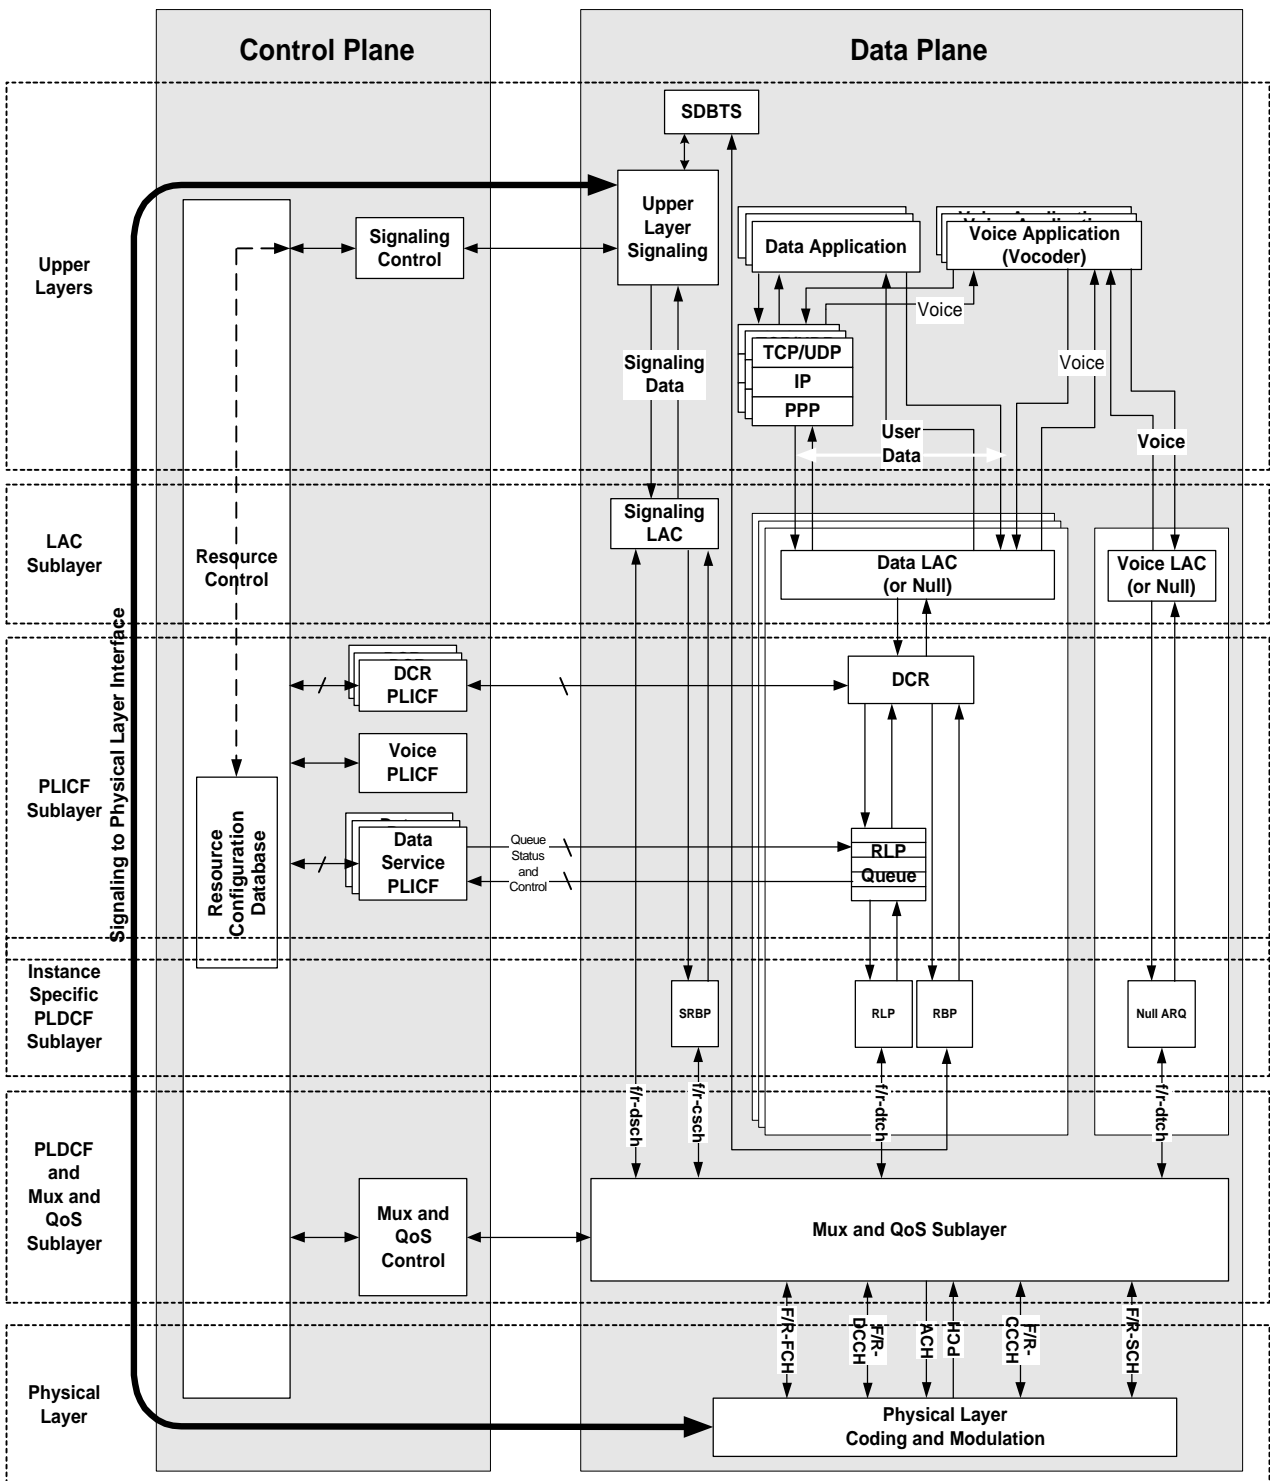 Control Plane
Data Plane
SDBTS
Upper
Layer
Signaling
Signaling
Control
Data Application
Voice Application
Voice Application
Voice Application
(Vocoder)
Upper
Layers
Voice
TCP/UDP
IP
PPP
Signaling
Data
Voice
User
Data
Voice
LAC
Sublayer
Signaling
LAC
Resource
Control
Data LAC
(or Null)
Voice LAC
(or Null)
Signaling to Physical Layer Interface
DCR
PLICF
DCR
Voice
PLICF
PLICF
Sublayer
Resource
Configuration
Database
Data
Service
PLICF
Queue
Status
and
Control
RLP
Queue
Instance
Specific
PLDCF
Sublayer
SRBP
RLP
RBP
Null ARQ
f/r-dsch
f/r-csch
f/r-dtch
f/r-dtch
PLDCF
and
Mux and
QoS
Sublayer
Mux and
QoS
Control
Mux and QoS Sublayer
F/R-FCH
F/R-
DCCH
ACH
PCH
F/R-
CCCH
F/R-SCH
Physical
Layer
Physical Layer
Coding and Modulation